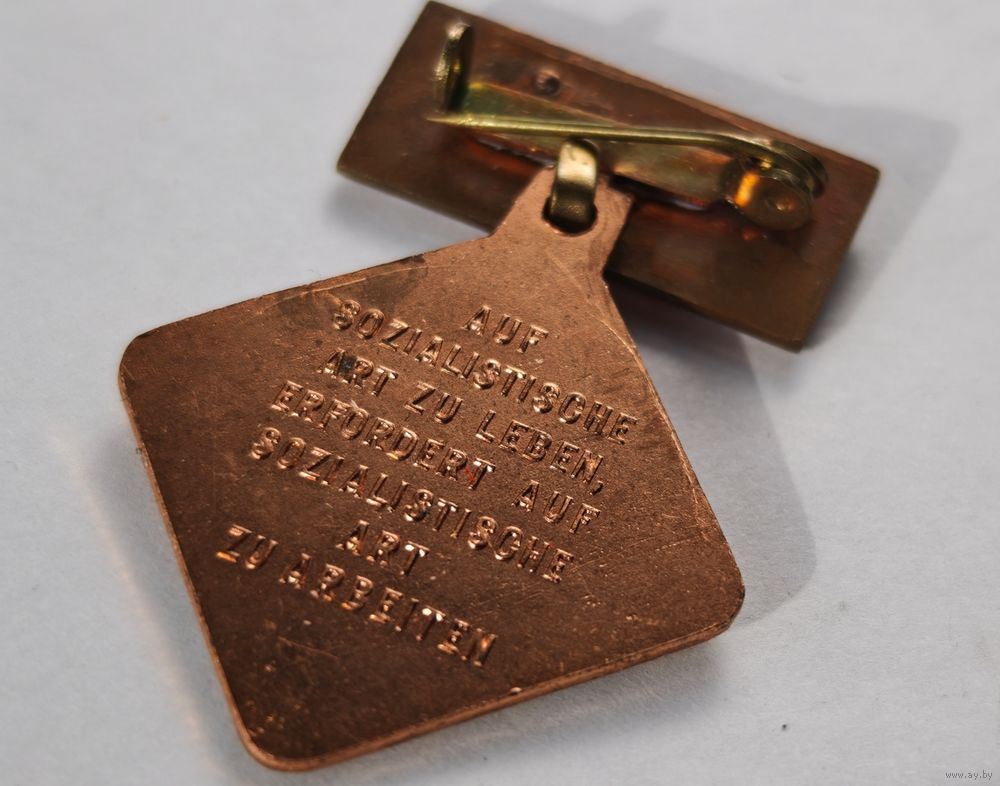 AUF
SOZIALISTISCHE
ART ZU LEBEN,
ERFORDERT AUF
SOZIALISTISCHE
ART
ZU ARBEITEN
www.ay.by